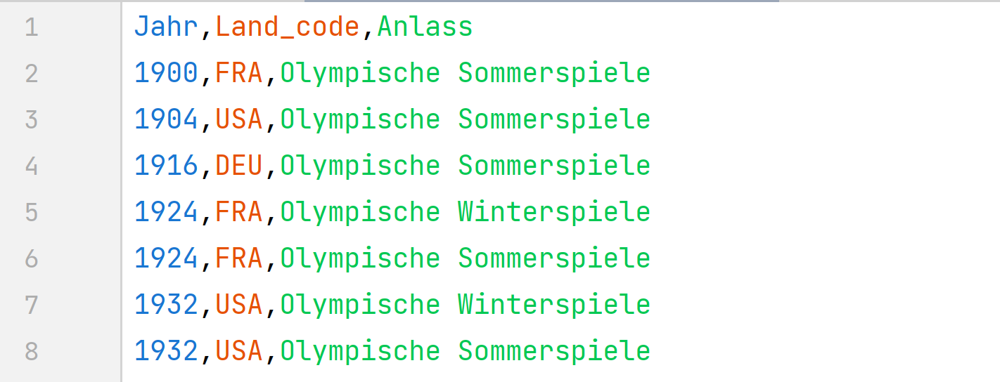 1 Jahr,Land_code,Anlass
2 1900,FRA,Olympische Sommerspiele
3 1904,USA,Olympische Sommerspiele
4 1916,DEU,Olympische Sommerspiele
5 1924,FRA,Olympische Winterspiele
6 1924,FRA,Olympische Sommerspiele
7 1932,USA,Olympische Winterspiele
8 1932,USA,Olympische Sommerspiele